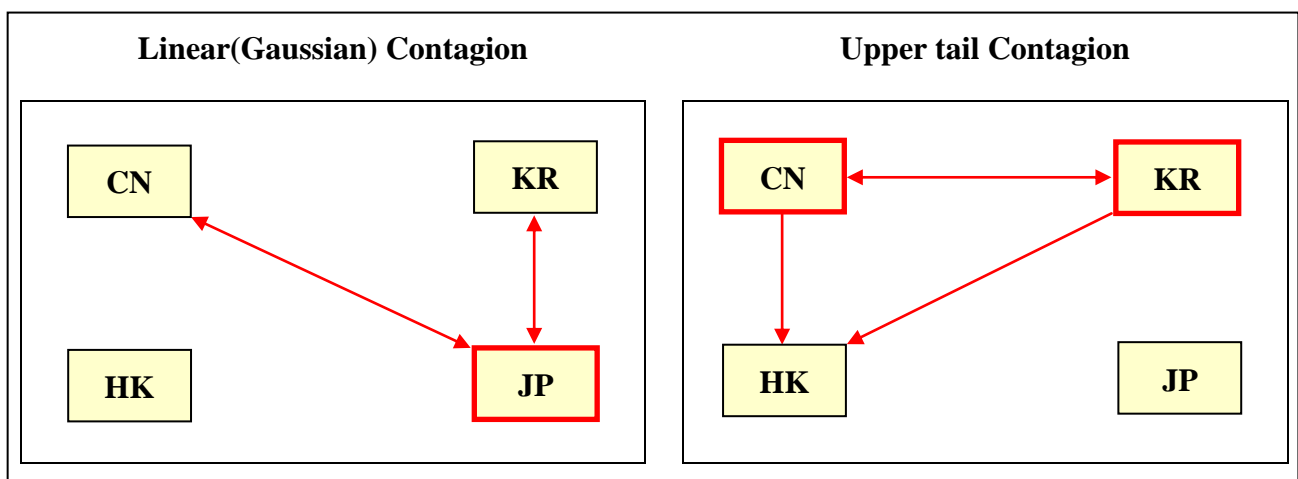 Linear(Gaussian) Contagion
Upper tail Contagion
CN
KR
HK
JP
CN
KR
HK
JP